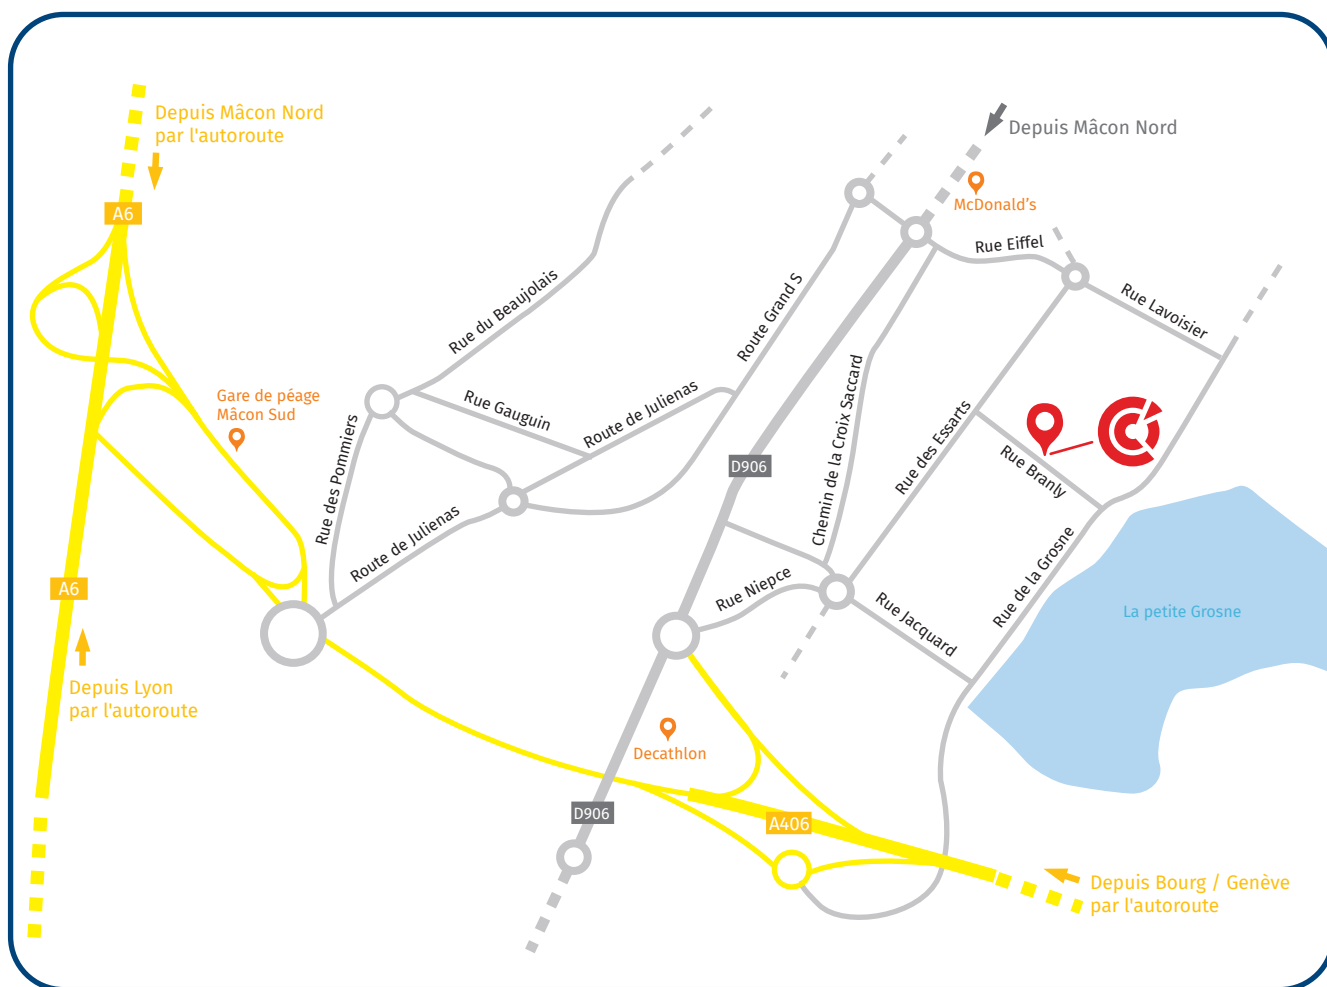 Depuis Mâcon Nord
par l'autoroute
Depuis Mâcon Nord
McDonald's
A6
Rue Eiffel
Rue Lavoisier
Rue du Beaujolais
Route Grand S
Gare de péage
Mâcon Sud
Rue Gauguin
Route de Julienas
Chemin de la Croix Saccard
Rue des Essarts
Rue des Pommiers
D906
Rue Branly
Route de Julienas
A6
Rue Niepce
Rue Jacquard
Rue de la Grosne
La petite Grosne
Depuis Lyon
par l'autoroute
Decathlon
D906
A406
Depuis Bourg / Genève
par l'autoroute